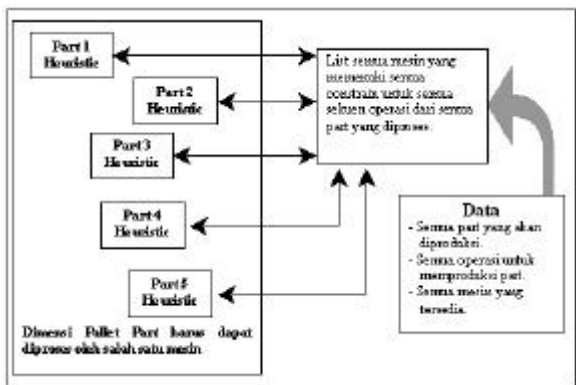 Part 1
Heuristic
Part 2
Heuristic
Part 3
Heuristic
Part 4
Heuristic
Part 5
Heuristic
Dimensi Pallet Part harus dapat
diproses oleh salah satu mesin
List semua mesin yang
memenuhi semua
constrain untuk semua
sekuen operasi dari semua
part yang diproses.
Data
- Semua part yang akan
diproduksi.
- Semua operasi untuk
memproduksi part.
- Semua mesin yang
tersedia.